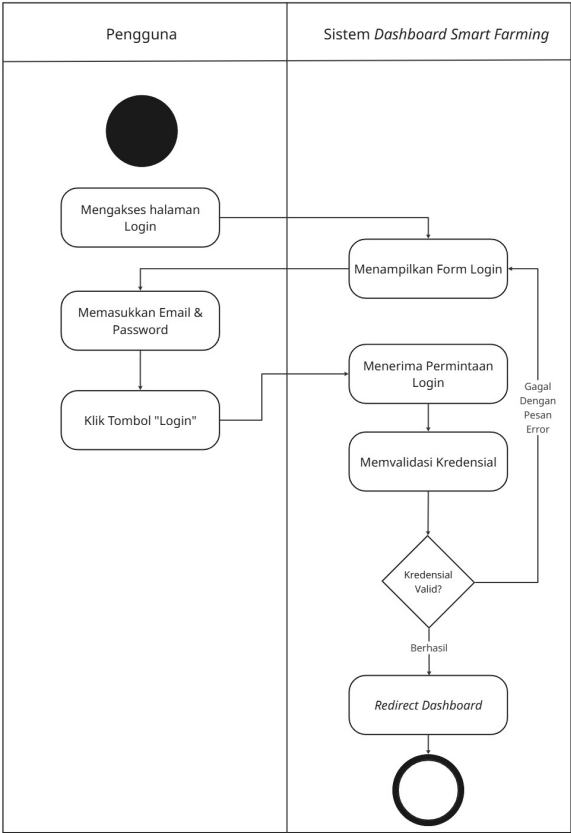 Pengguna
Sistem Dashboard Smart Farming
Mengakses halaman
Login
Menampilkan Form Login
Memasukkan Email &
Password
Klik Tombol "Login"
Menerima Permintaan
Login
Memvalidasi Kredensial
Kredensial
Valid?
Gagal
Dengan
Pesan
Error
Berhasil
Redirect Dashboard